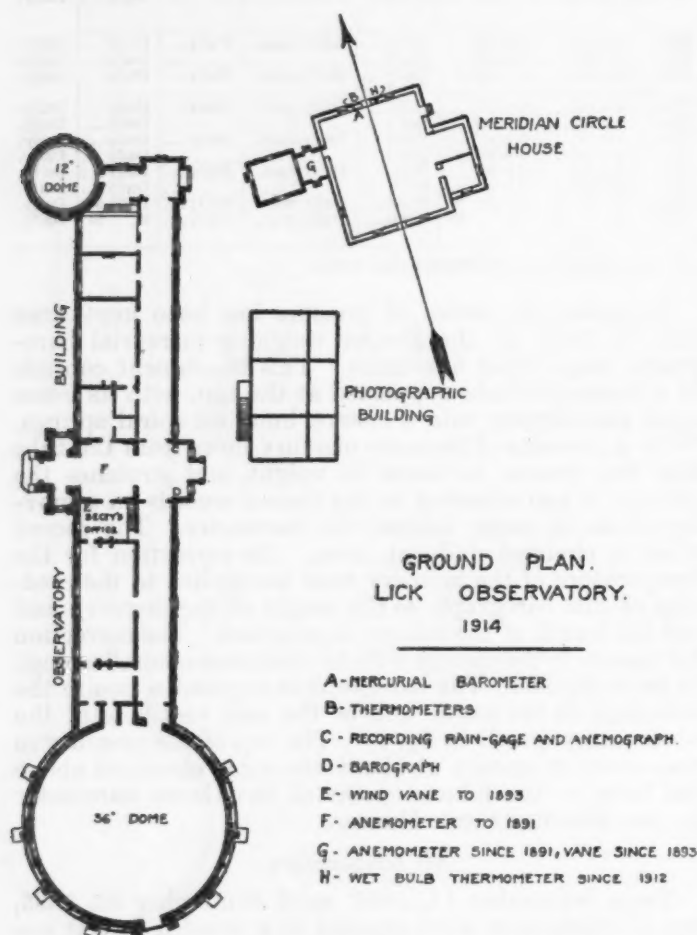 12"
DOME
C B H
A
G
MERIDIAN CIRCLE
HOUSE
BUILDING
PHOTOGRAPHIC
BUILDING
F
D
E
SECTY'S
OFFICE
OBSERVATORY
36" DOME
GROUND PLAN.
LICK OBSERVATORY.
1914
A - MERCURIAL BAROMETER
B - THERMOMETERS
C - RECORDING RAIN-GAGE AND ANEMOGRAPH.
D - BAROGRAPH
E - WIND VANE TO 1893
F - ANEMOMETER TO 1891
G - ANEMOMETER SINCE 1891, VANE SINCE 1893
H - WET BULB THERMOMETER SINCE 1912